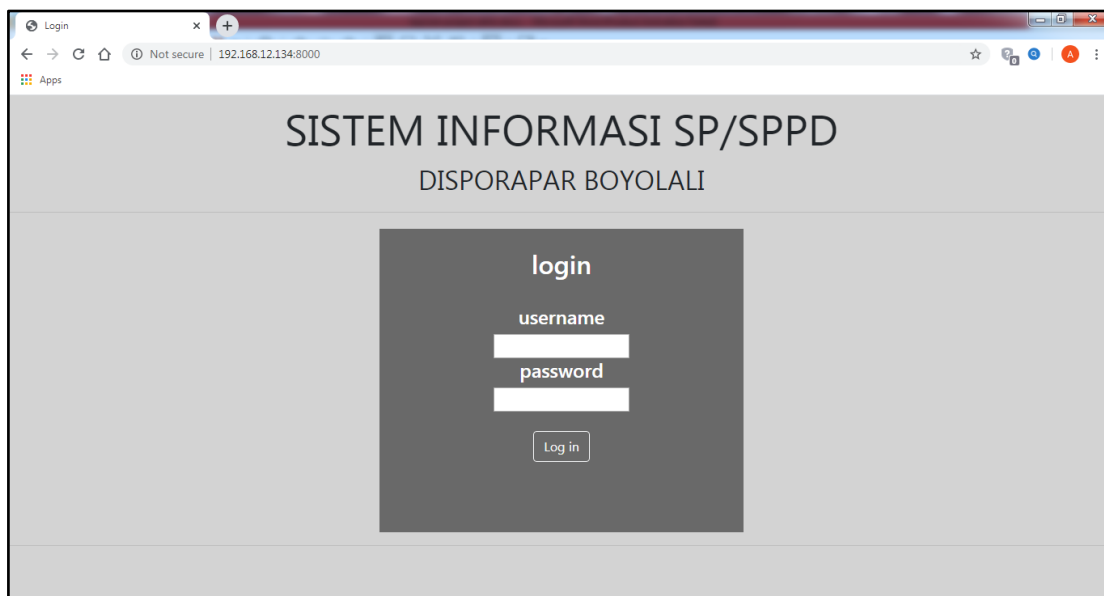 Login
Not secure 192.168.12.134:8000
Apps
SISTEM INFORMASI SP/SPPD
DISPORAPAR BOYOLALI
login
username
password
Log in